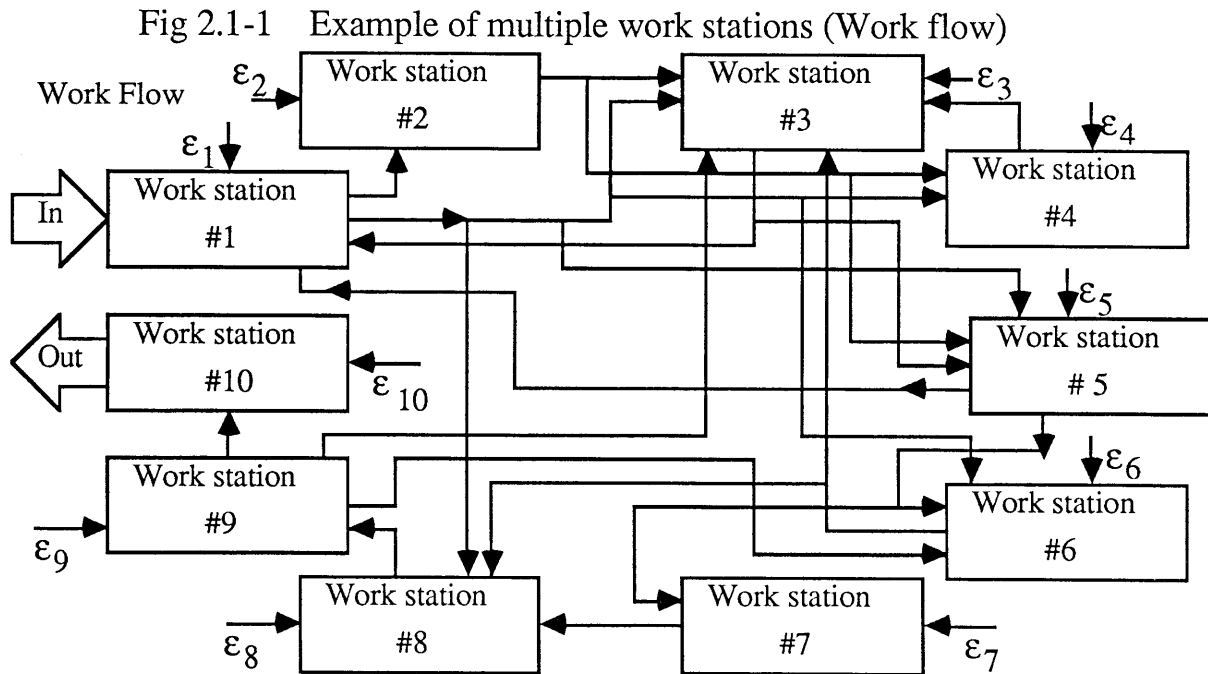 Fig 2.1-1 Example of multiple work stations (Work flow)
Work Flow
In
Out
Work station
#1
ε1
Work station
#2
ε2
Work station
#3
ε3
Work station
#4
ε4
Work station
# 5
ε5
Work station
#6
ε6
Work station
#7
ε7
Work station
#8
ε8
Work station
#9
ε9
Work station
#10
ε10